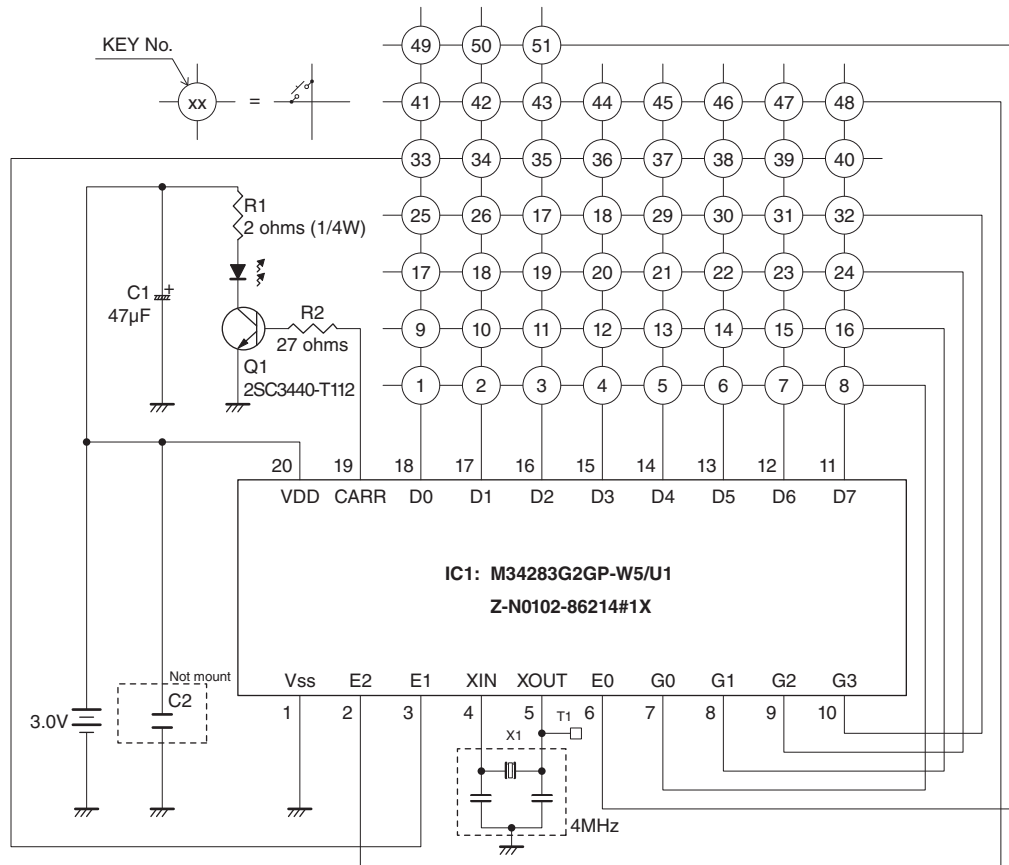 KEY No.
xx
=
49 50 51
41 42 43 44 45 46 47 48
33 34 35 36 37 38 39 40
25 26 17 18 29 30 31 32
R1
2 ohms (1/4W)
17 18 19 20 21 22 23 24
C1
+
47µF
R2
27 ohms
9 10 11 12 13 14 15 16
Q1
2SC3440-T112
1 2 3 4 5 6 7 8
20 19 18 17 16 15 14 13 12 11
VDD CARR D0 D1 D2 D3 D4 D5 D6 D7
IC1: M34283G2GP-W5/U1
Z-N0102-86214#1X
Vss E2 E1 XIN XOUT E0 G0 G1 G2 G3
1 2 3 4 5 6 7 8 9 10
Not mount
C2
3.0V
T1
X1
4MHz